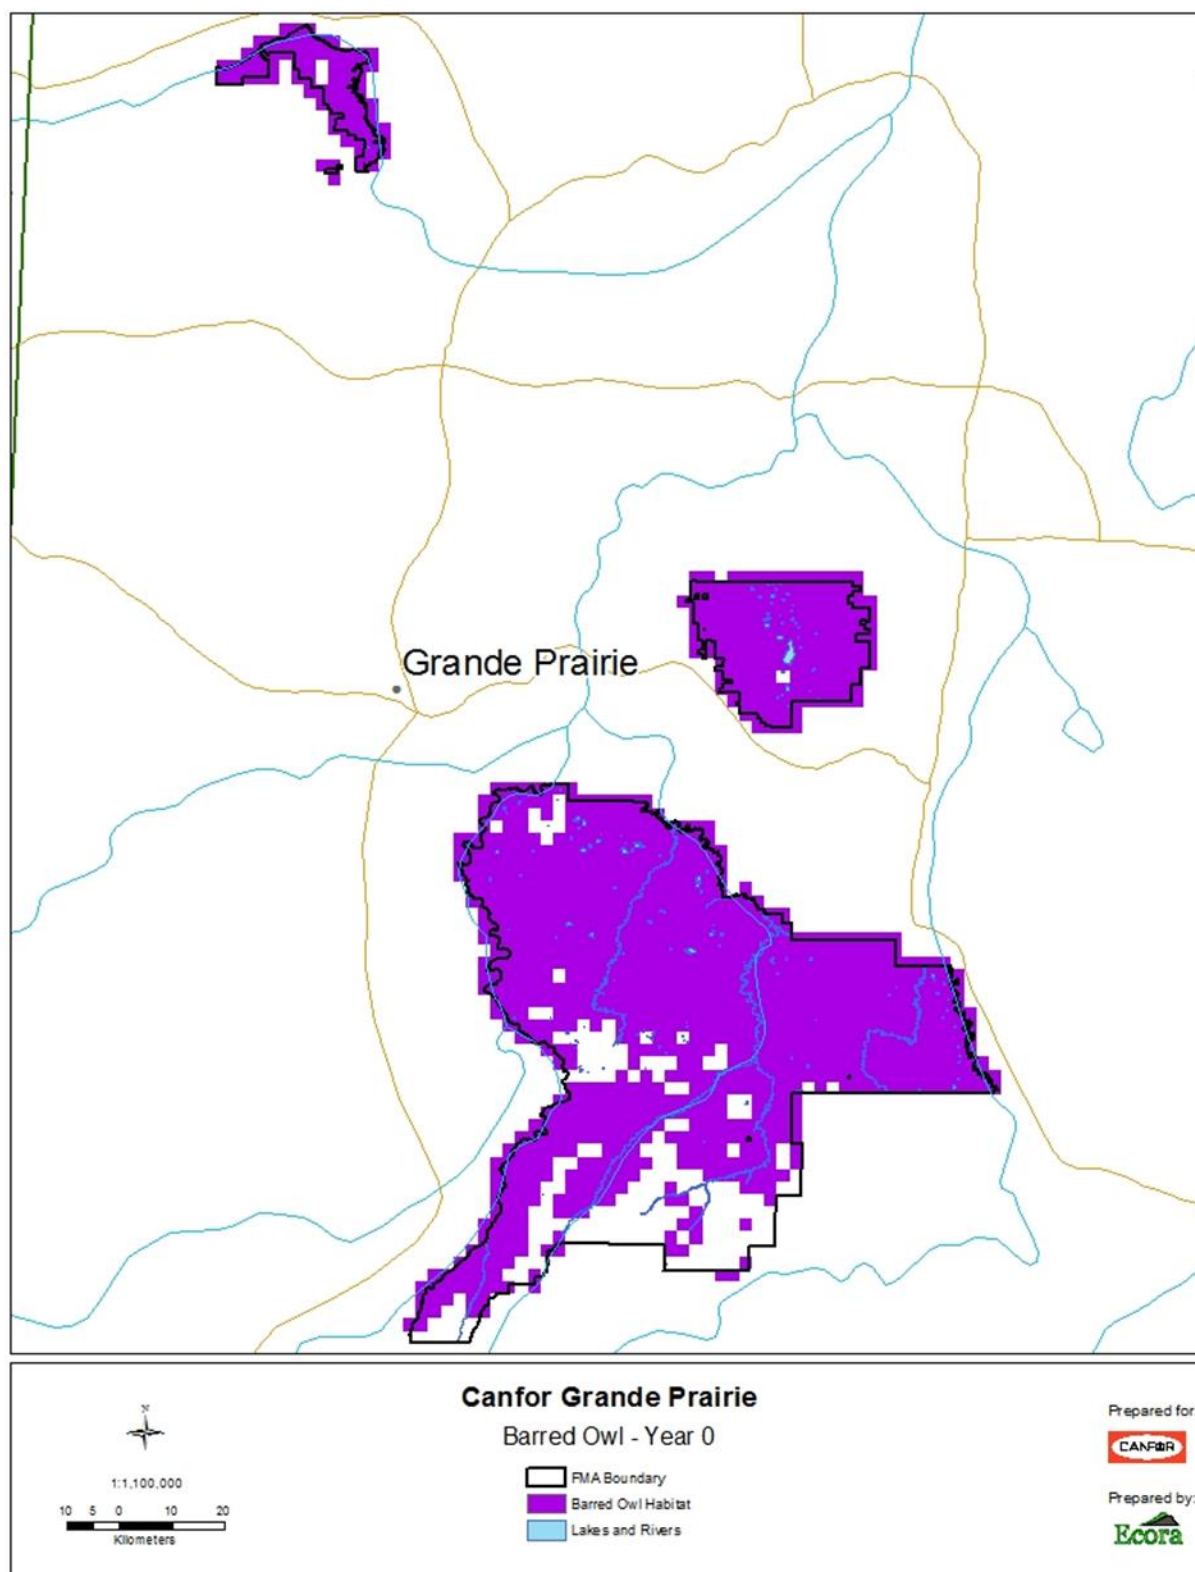 Grande Prairie
Canfor Grande Prairie
Barred Owl - Year 0
N
1:1,100,000
10 5 0 10 20
Kilometers
FMA Boundary
Barred Owl Habitat
Lakes and Rivers
Prepared for
CANFOR
Prepared by:
Ecora